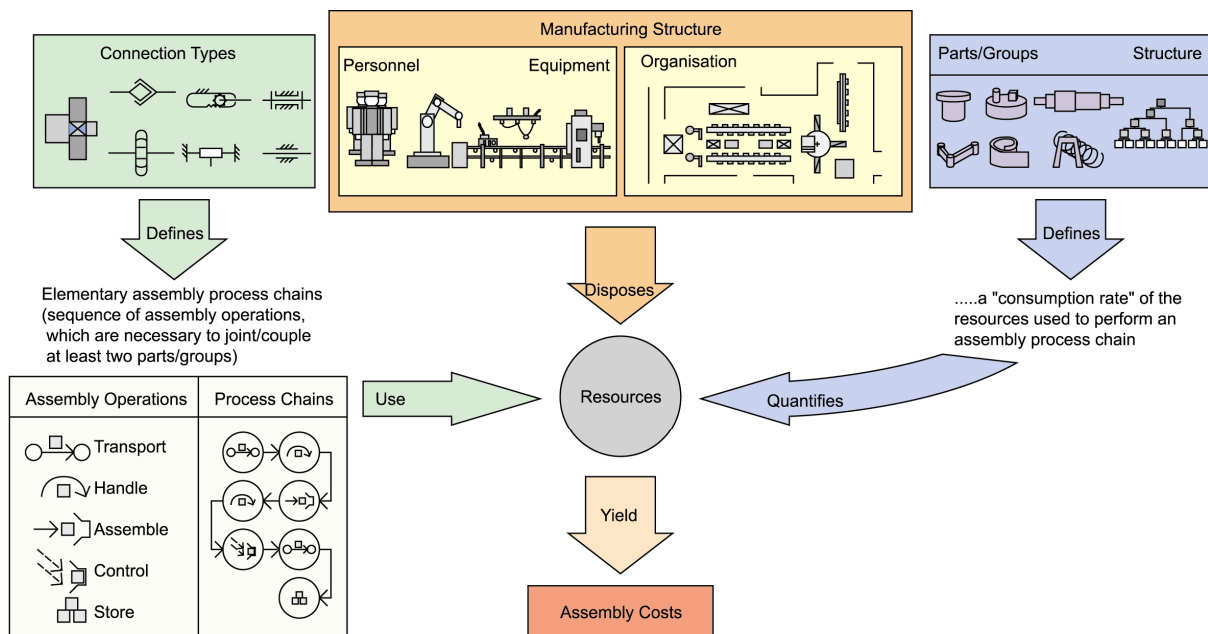 Connection Types
Manufacturing Structure
Personnel
Equipment
Organisation
Parts/Groups
Structure
Defines
Disposes
Defines
Elementary assembly process chains
(sequence of assembly operations,
which are necessary to joint/couple
at least two parts/groups)
.....a "consumption rate" of the
resources used to perform an
assembly process chain
Assembly Operations
Process Chains
Transport
Handle
Assemble
Control
Store
Use
Resources
Quantifies
Yield
Assembly Costs